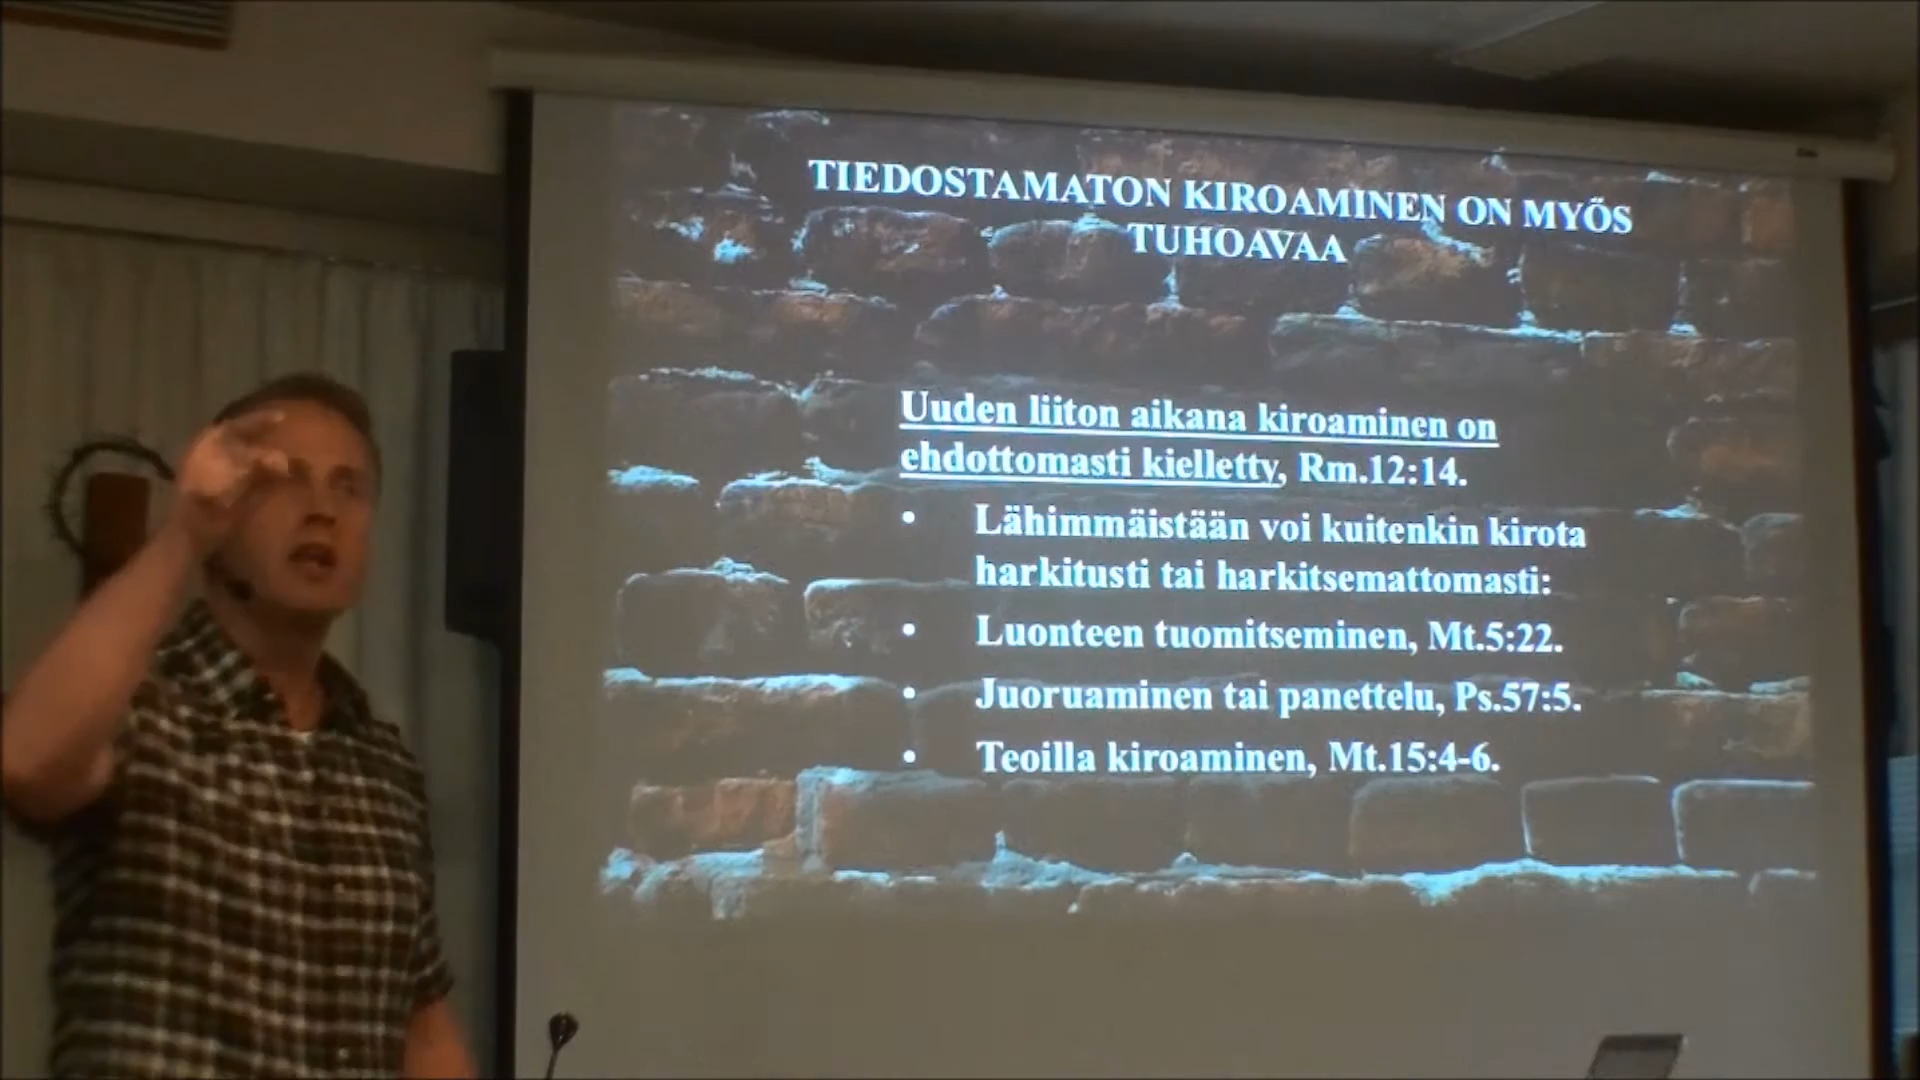 TIEDOSTAMATON KIROAMINEN ON MYÖS
TUHOAVAA
Uuden liiton aikana kiroaminen on
ehdottomasti kielletty, Rm.12:14.
• Lähimmäistään voi kuitenkin kirota
harkitusti tai harkitsemattomasti:
• Luonteen tuomitseminen, Mt.5:22.
• Juoruaminen tai panettelu, Ps.57:5.
• Teoilla kiroaminen, Mt.15:4-6.